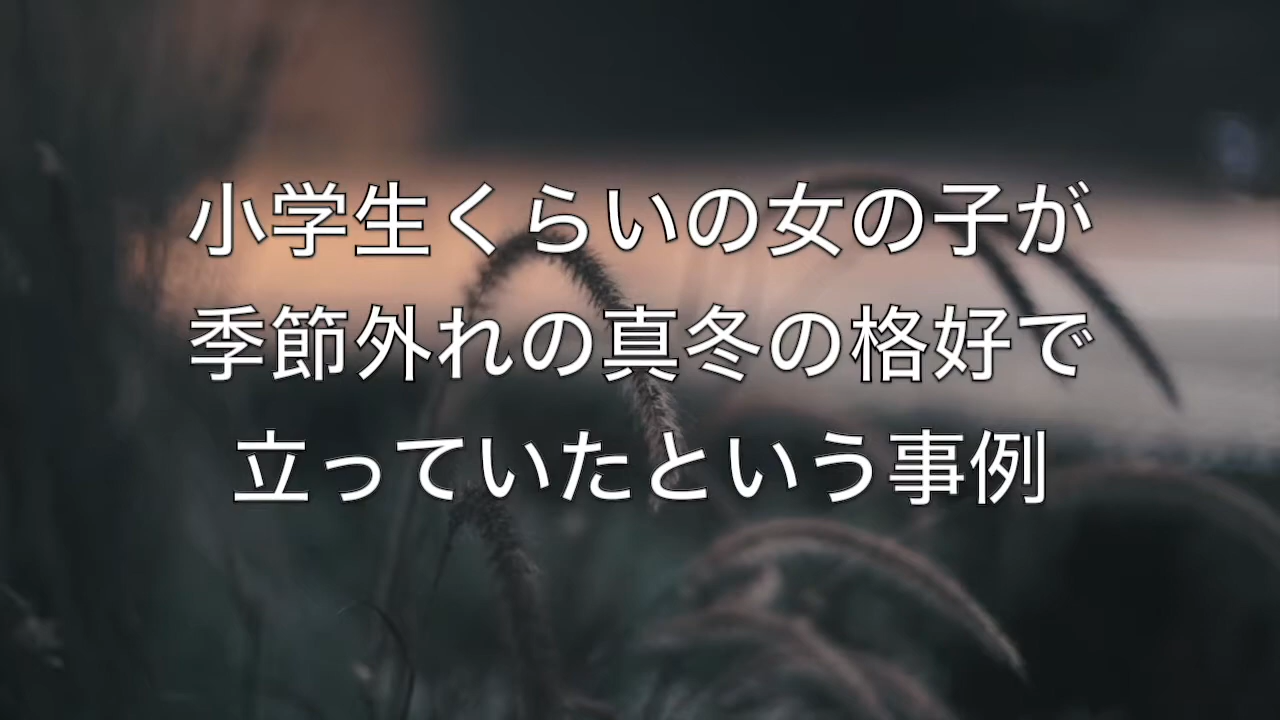 小学生くらいの女の子が
季節外れの真冬の格好で
立っていたという事例